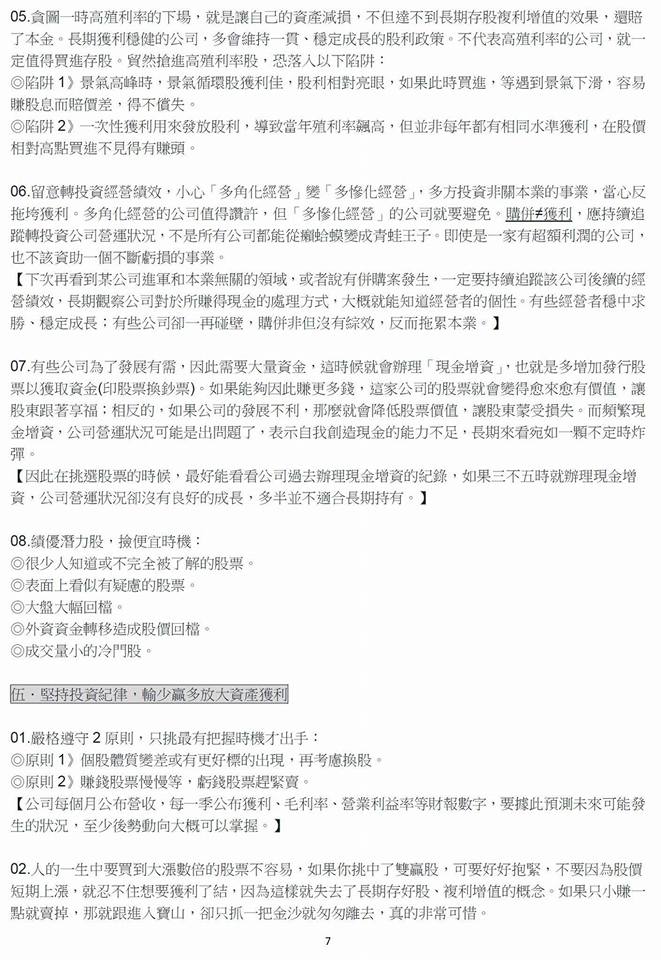 05.貪圖一時高殖利率的下場，就是讓自己的資產減損，不但達不到長期存股複利增值的效果，還賠
了本金。長期獲利穩健的公司，多會維持一貫、穩定成長的股利政策。不代表高殖利率的公司，就一
定值得買進存股。貿然搶進高殖利率股，恐落入以下陷阱：
◎陷阱 1》景氣高峰時，景氣循環股獲利佳，股利相對亮眼，如果此時買進，等遇到景氣下滑，容易
賺股息而賠價差，得不償失。
◎陷阱 2》一次性獲利用來發放股利，導致當年殖利率飆高，但並非每年都有相同水準獲利，在股價
相對高點買進不見得有賺頭。
06.留意轉投資經營績效，小心「多角化經營」變「多慘化經營」，多方投資非關本業的事業，當心反
拖垮獲利。多角化經營的公司值得讚許，但「多慘化經營」的公司就要避免。購併≠獲利，應持續追
蹤轉投資公司營運狀況，不是所有公司都能從癩蛤蟆變成青蛙王子。即使是一家有超額利潤的公司，
也不該資助一個不斷虧損的事業。
【下次再看到某公司進軍和本業無關的領域，或者說有併購案發生，一定要持續追蹤該公司後續的經
營績效，長期觀察公司對於所賺得現金的處理方式，大概就能知道經營者的個性。有些經營者穩中求
勝、穩定成長；有些公司卻一再碰壁，購併非但沒有綜效，反而拖累本業。】
07.有些公司為了發展有需，因此需要大量資金，這時候就會辦理「現金增資」，也就是多增加發行股
票以獲取資金(印股票換鈔票)。如果能夠因此賺更多錢，這家公司的股票就會變得愈來愈有價值，讓
股東跟著享福；相反的，如果公司的發展不利，那麼就會降低股票價值，讓股東蒙受損失。而頻繁現
金增資，公司營運狀況可能是出問題了，表示自我創造現金的能力不足，長期來看宛如一顆不定時炸
彈。
【因此在挑選股票的時候，最好能看看公司過去辦理現金增資的紀錄，如果三不五時就辦理現金增
資，公司營運狀況卻沒有良好的成長，多半並不適合長期持有。】
08.績優潛力股，撿便宜時機：
◎很少人知道或不完全被了解的股票。
◎表面上看似有疑慮的股票。
◎大盤大幅回檔。
◎外資資金轉移造成股價回檔。
◎成交量小的冷門股。
伍．堅持投資紀律，輸少贏多放大資產獲利
01.嚴格遵守 2 原則，只挑最有把握時機才出手：
◎原則 1》個股體質變差或有更好標的出現，再考慮換股。
◎原則 2》賺錢股票慢慢等，虧錢股票趕緊賣。
【公司每個月公布營收，每一季公布獲利、毛利率、營業利益率等財報數字，要據此預測未來可能發
生的狀況，至少後勢動向大概可以掌握。】
02.人的一生中要買到大漲數倍的股票不容易，如果你挑中了雙贏股，可要好好抱緊，不要因為股價
短期上漲，就忍不住想要獲利了結，因為這樣就失去了長期存好股、複利增值的概念。如果只小賺一
點就賣掉，那就跟進入寶山，卻只抓一把金沙就匆匆離去，真的非常可惜。
7